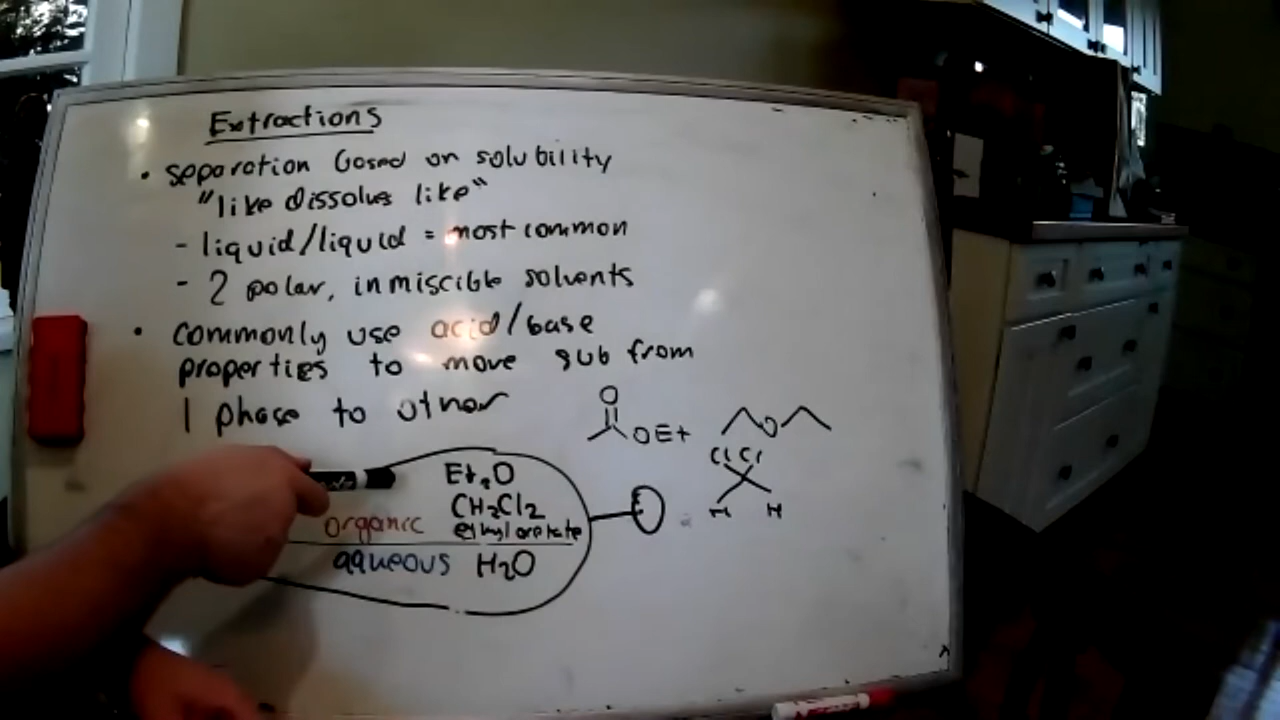 Extractions
• separation based on solubility
"like dissolves like"
- liquid/liquid = most common
- 2 polar, inmiscible solvents
• commonly use acid/base
properties to move sub from
1 phase to other
O
OEt
O
Cl Cl
H H
Et2O
CH2Cl2
organic ethyl acetate
aqueous H2O